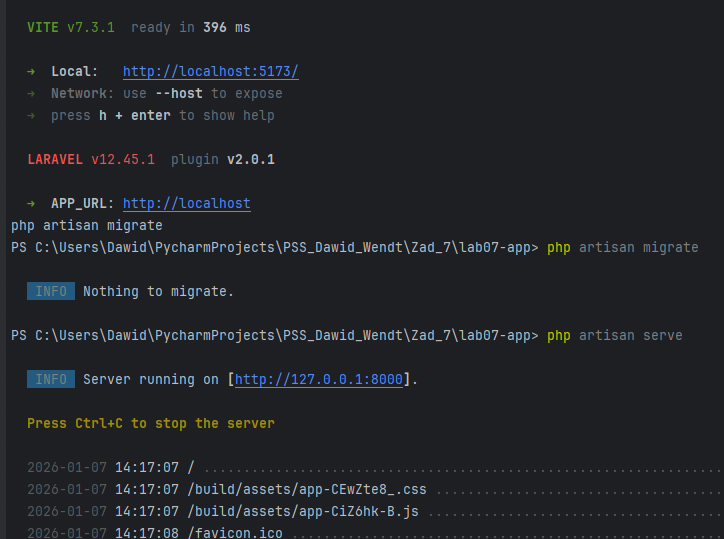 VITE v7.3.1 ready in 396 ms
➜ Local: http://localhost:5173/
➜ Network: use --host to expose
➜ press h + enter to show help
LARAVEL v12.45.1 plugin v2.0.1
➜ APP_URL: http://localhost
php artisan migrate
PS C:\Users\Dawid\PycharmProjects\PSS_Dawid_Wendt\Zad_7\lab07-app> php artisan migrate
INFO Nothing to migrate.
PS C:\Users\Dawid\PycharmProjects\PSS_Dawid_Wendt\Zad_7\lab07-app> php artisan serve
INFO Server running on [http://127.0.0.1:8000].
Press Ctrl+C to stop the server
2026-01-07 14:17:07 / ................................................................
2026-01-07 14:17:07 /build/assets/app-CEwZte8_.css ...................................
2026-01-07 14:17:07 /build/assets/app-CiZ6hk-B.js ....................................
2026-01-07 14:17:08 /favicon.ico .....................................................